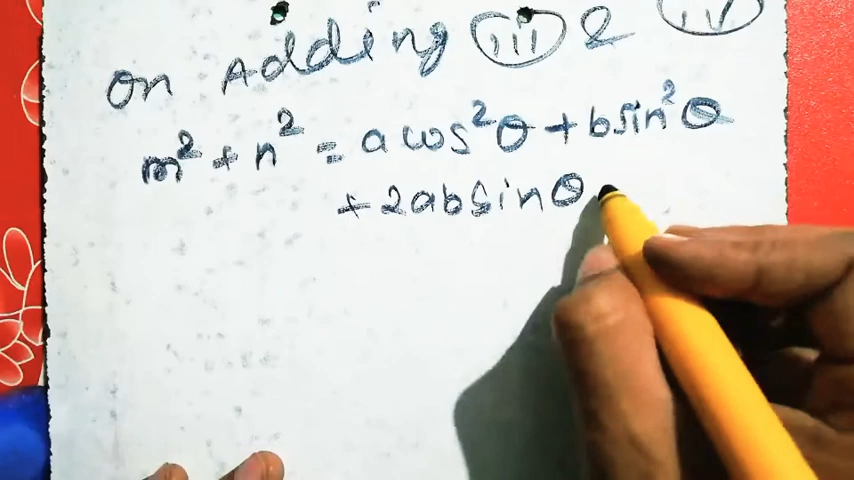 On Adding (iii) & (iv)
m² + n² = a cos²θ + b sin²θ
+ 2ab sinθ